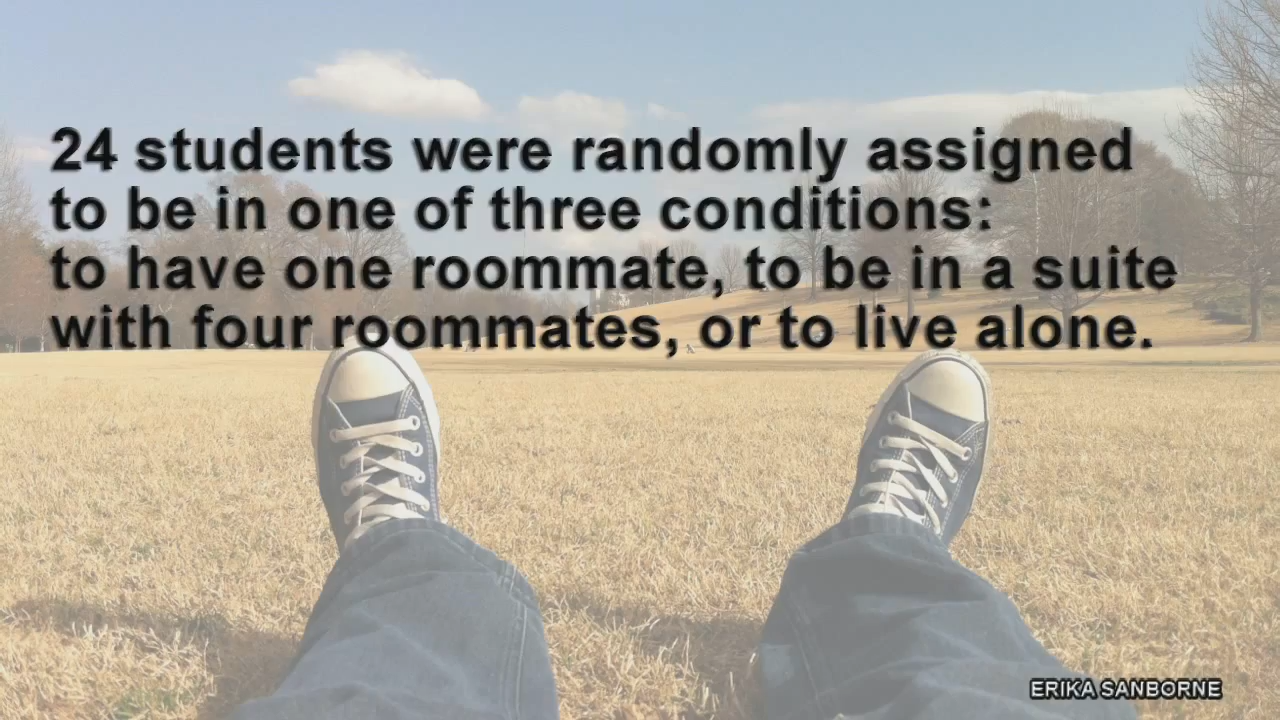 24 students were randomly assigned
to be in one of three conditions:
to have one roommate, to be in a suite
with four roommates, or to live alone.
ERIKA SANBORNE